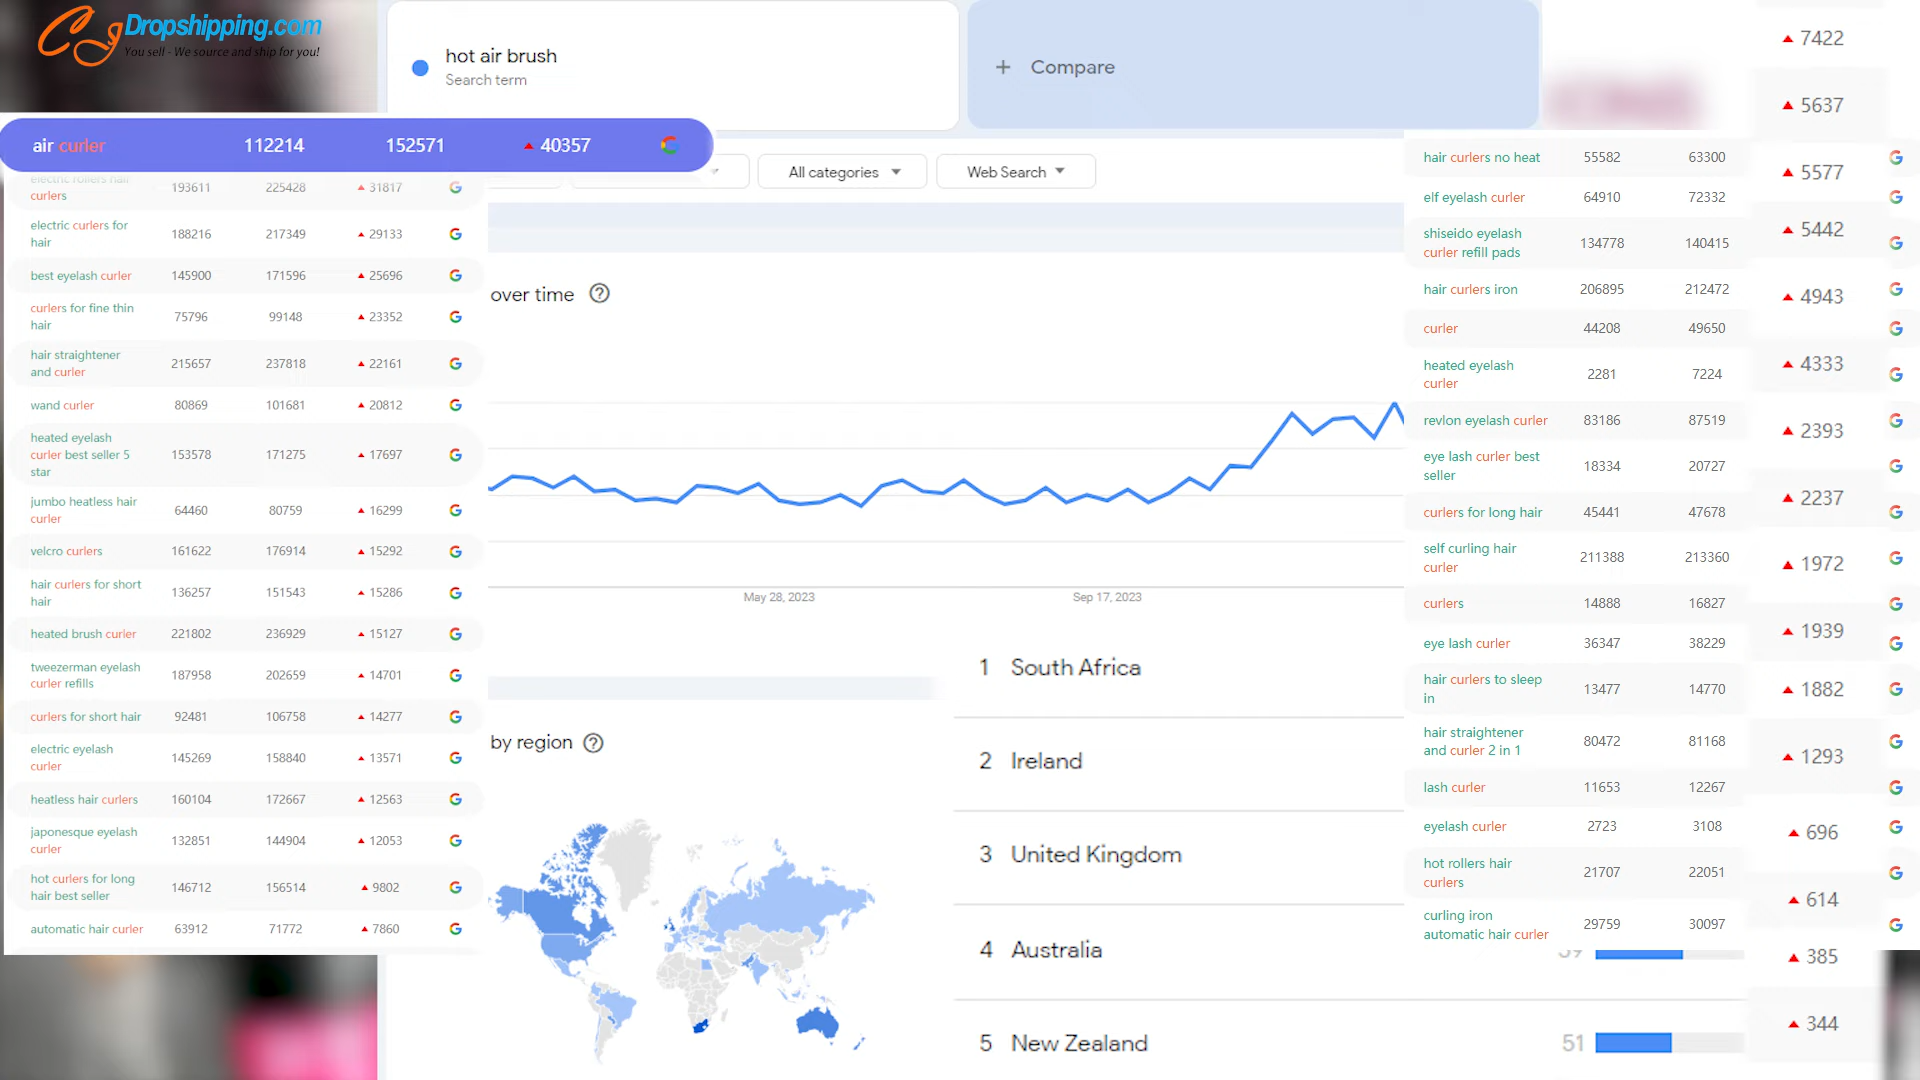 Dropshipping.com
You sell - We source and ship for you!
hot air brush
Search term
+ Compare
air curler 112214 152571 40357
All categories
Web Search
electric rollers hair
curlers 193611 225428 31817
electric curlers for
hair 188216 217349 29133
best eyelash curler 145900 171596 25696
curlers for fine thin
hair 75796 99148 23352
hair straightener
and curler 215657 237818 22161
wand curler 80869 101681 20812
heated eyelash
curler best seller 5
star 153578 171275 17697
jumbo heatless hair
curler 64460 80759 16299
velcro curlers 161622 176914 15292
hair curlers for short
hair 136257 151543 15286
heated brush curler 221802 236929 15127
tweezerman eyelash
curler refills 187958 202659 14701
curlers for short hair 92481 106758 14277
electric eyelash
curler 145269 158840 13571
heatless hair curlers 160104 172667 12563
japonesque eyelash
curler 132851 144904 12053
hot curlers for long
hair best seller 146712 156514 9802
automatic hair curler 63912 71772 7860
over time
May 28, 2023
Sep 17, 2023
by region
1 South Africa
2 Ireland
3 United Kingdom
4 Australia
5 New Zealand 51
hair curlers no heat 55582 63300
elf eyelash curler 64910 72332
shiseido eyelash
curler refill pads 134778 140415
hair curlers iron 206895 212472
curler 44208 49650
heated eyelash
curler 2281 7224
revlon eyelash curler 83186 87519
eye lash curler best
seller 18334 20727
curlers for long hair 45441 47678
self curling hair
curler 211388 213360
curlers 14888 16827
eye lash curler 36347 38229
hair curlers to sleep
in 13477 14770
hair straightener
and curler 2 in 1 80472 81168
lash curler 11653 12267
eyelash curler 2723 3108
hot rollers hair
curlers 21707 22051
curling iron
automatic hair curler 29759 30097
7422
5637
5577
5442
4943
4333
2393
2237
1972
1939
1882
1293
696
614
385
344